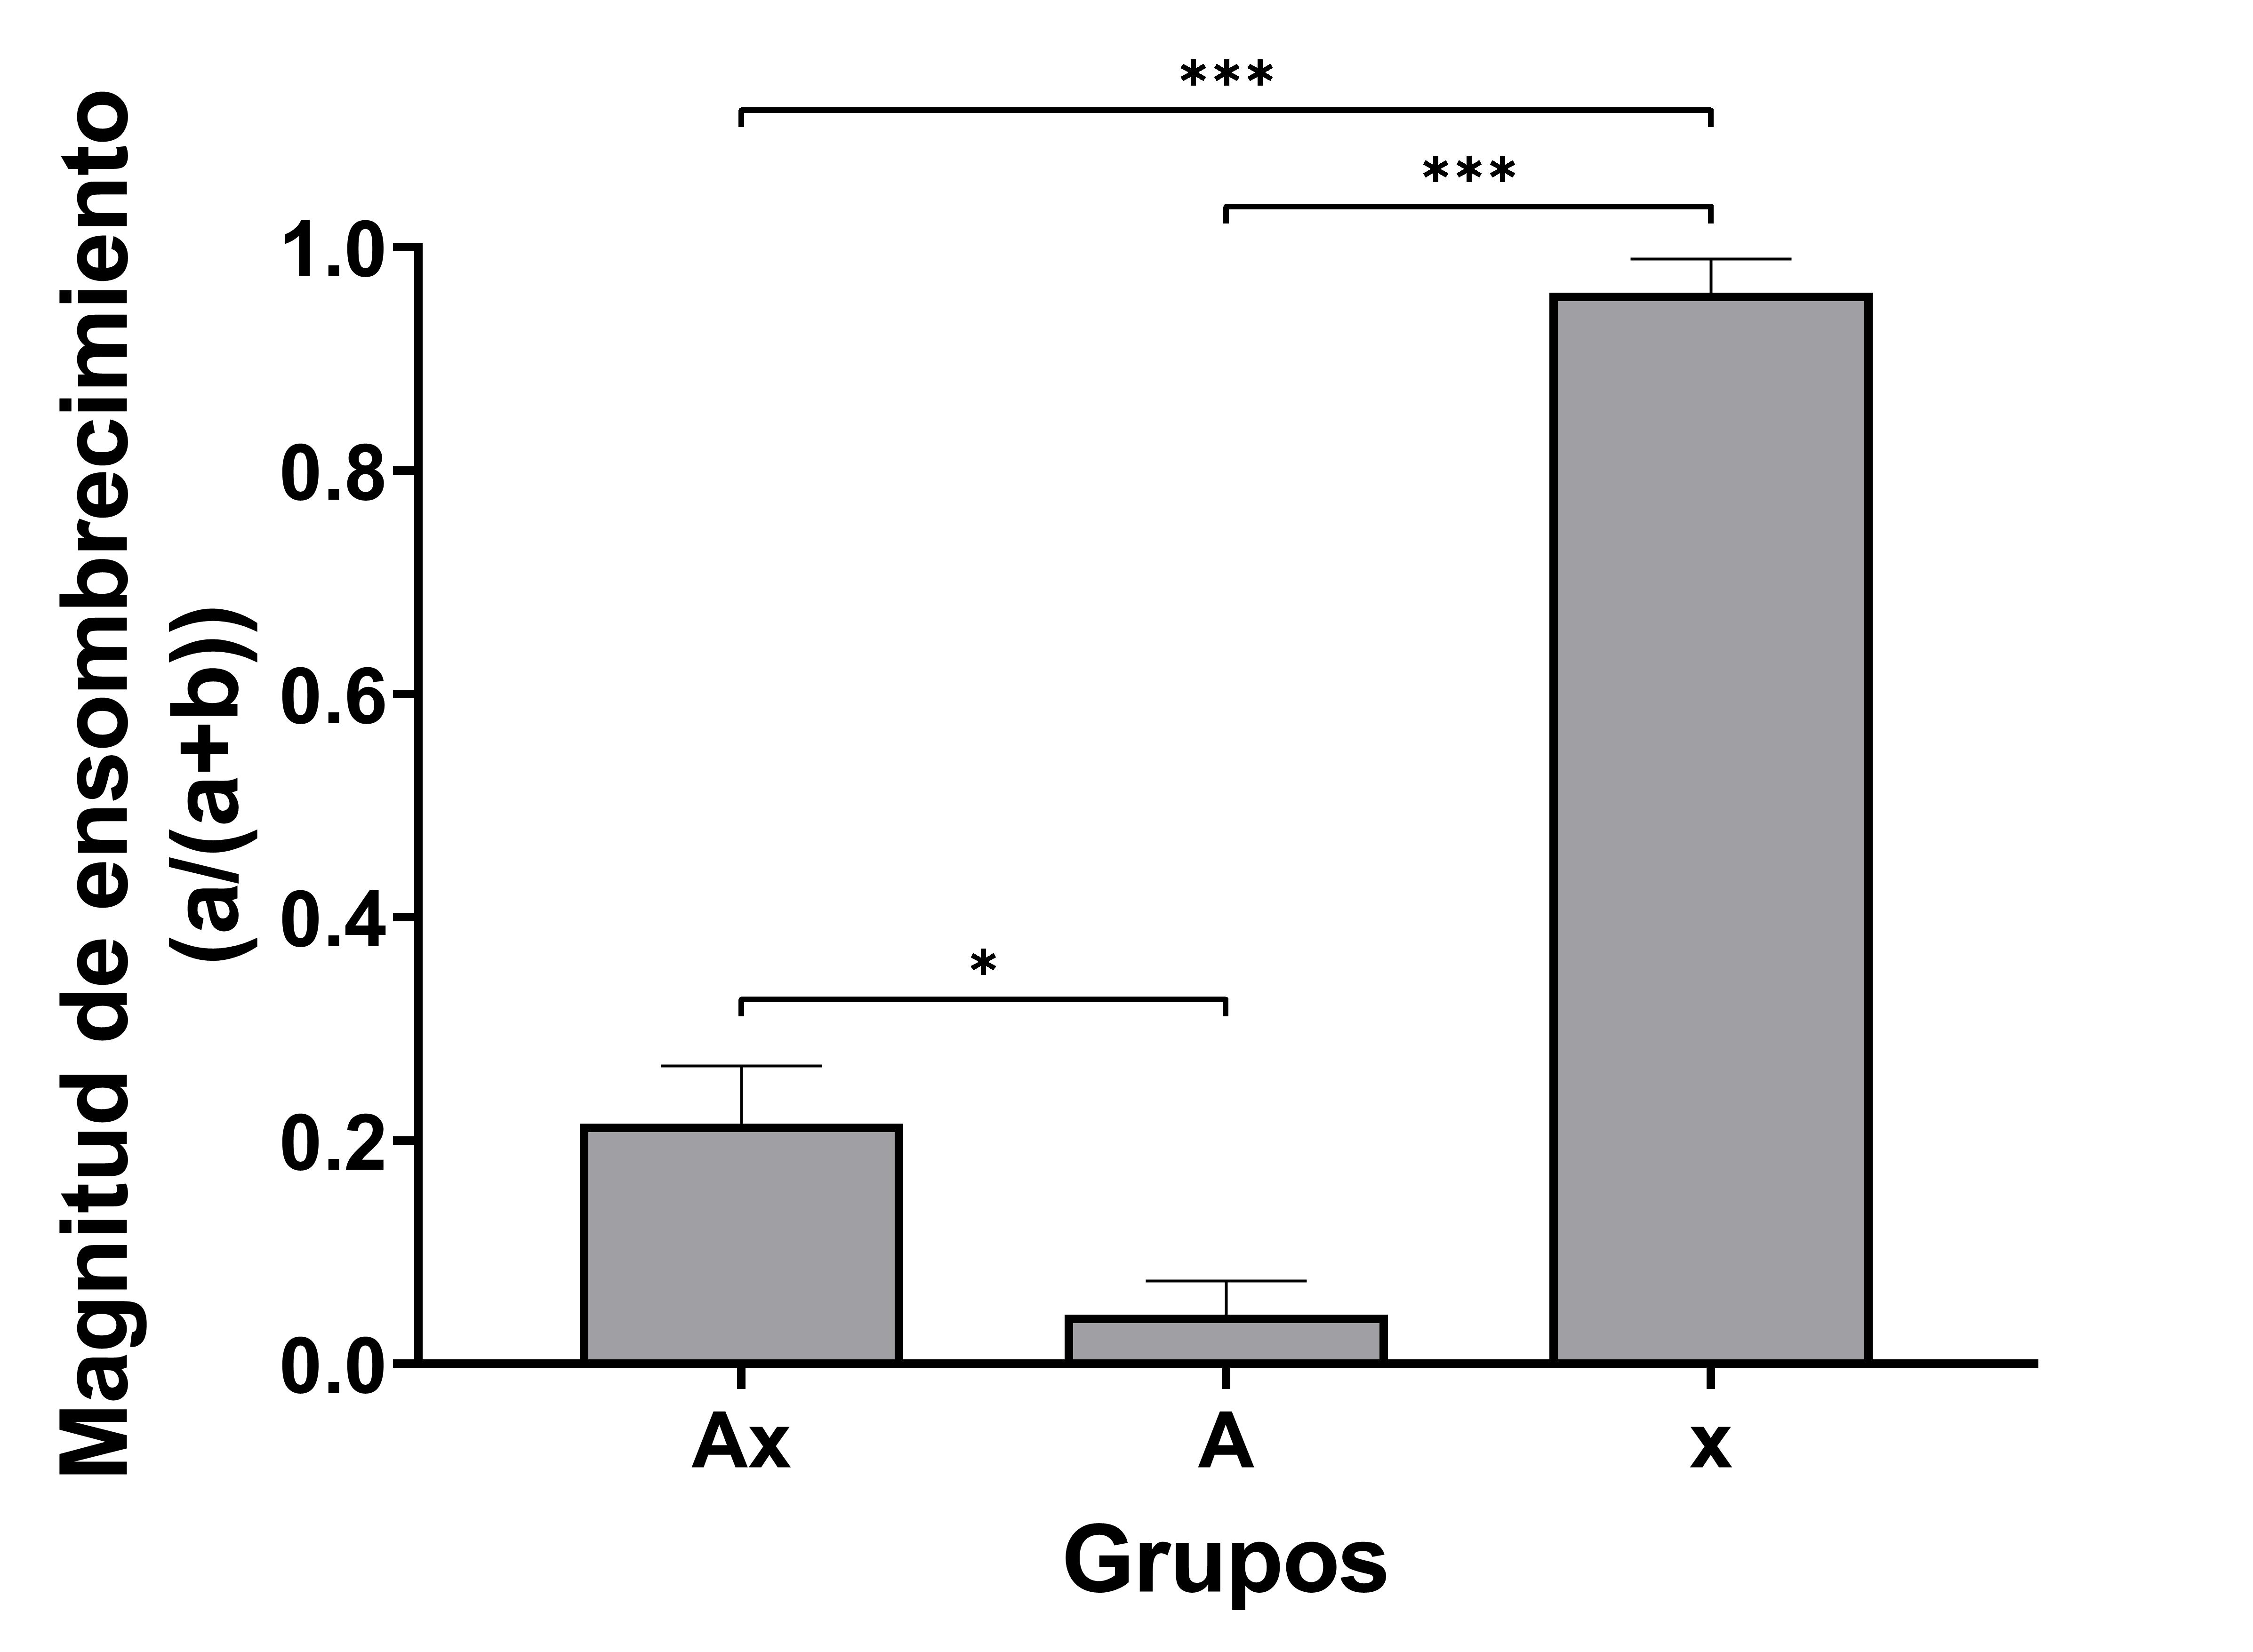 Magnitud de ensombrecimiento
(a/(a+b))
***
***
1.0
0.8
0.6
0.4
*
0.2
0.0
Ax A x
Grupos